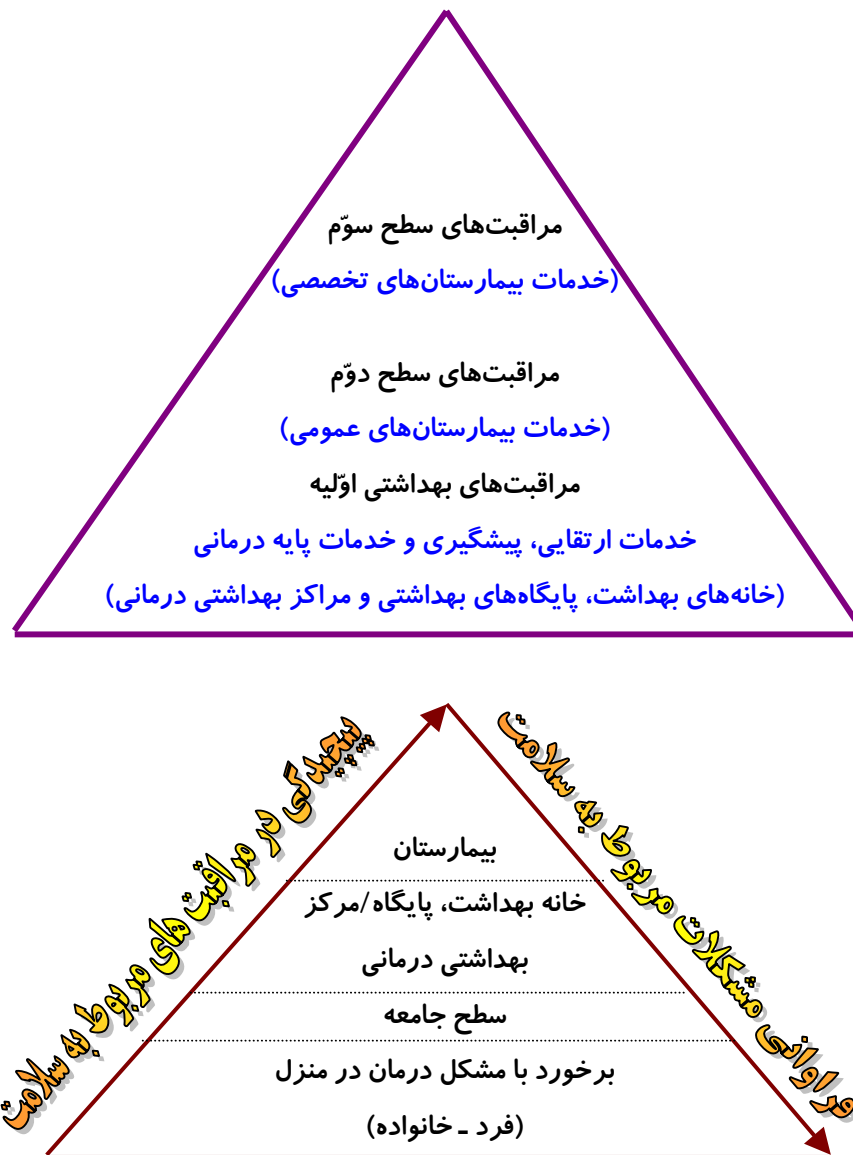 مراقبت‌های سطح سوّم
(خدمات بیمارستان‌های تخصصی)
مراقبت‌های سطح دوّم
(خدمات بیمارستان‌های عمومی)
مراقبت‌های بهداشتی اوّلیه
خدمات ارتقایی، پیشگیری و خدمات پایه درمانی
(خانه‌های بهداشت، پایگاه‌های بهداشتی و مراکز بهداشتی درمانی)
فراوانی مشکلات مربوط به سلامت
پیچیدگی در مراقبت های مربوط به سلامت
بیمارستان
خانه بهداشت، پایگاه/مرکز
بهداشتی درمانی
سطح جامعه
برخورد با مشکل درمان در منزل
(فرد ـ خانواده)